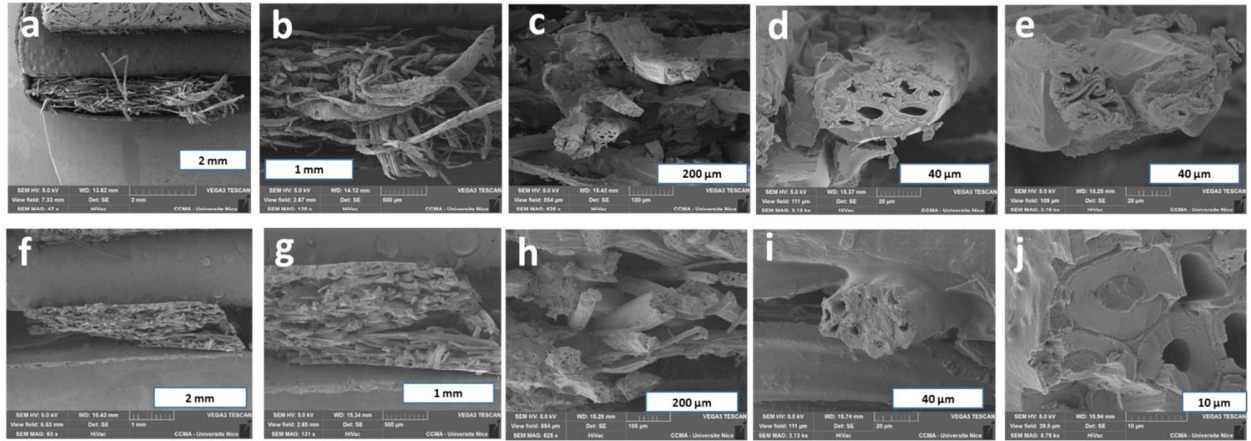 a
b
c
d
e
2 mm
1 mm
200 µm
40 µm
40 µm
SEM HV: 5.0 kV WD: 13.62 mm VEGA3 TESCAN
View field: 7.33 mm Det: SE 2 mm
SEM MAG: 47 x HiVac CCMA - Universite Nice
SEM HV: 5.0 kV WD: 14.12 mm VEGA3 TESCAN
View field: 2.67 mm Det: SE 500 µm
SEM MAG: 130 x HiVac CCMA - Universite Nice
SEM HV: 5.0 kV WD: 15.42 mm VEGA3 TESCAN
View field: 554 µm Det: SE 100 µm
SEM MAG: 625 x HiVac CCMA - Universite Nice
SEM HV: 5.0 kV WD: 15.37 mm VEGA3 TESCAN
View field: 111 µm Det: SE 20 µm
SEM MAG: 3.13 kx HiVac CCMA - Universite Nice
SEM HV: 5.0 kV WD: 15.25 mm VEGA3 TESCAN
View field: 109 µm Det: SE 20 µm
SEM MAG: HiVac CCMA - Universite Nice
f
g
h
i
j
2 mm
1 mm
200 µm
40 µm
10 µm
SEM HV: 5.0 kV WD: 15.43 mm VEGA3 TESCAN
View field: Det: SE 1 mm
SEM MAG: 63 x HiVac CCMA - Universite Nice
SEM HV: 5.0 kV WD: 15.34 mm VEGA3 TESCAN
View field: 2.65 mm Det: SE 500 µm
SEM MAG: 131 x HiVac CCMA - Universite Nice
SEM HV: 5.0 kV WD: 15.28 mm VEGA3 TESCAN
View field: 554 µm Det: SE 100 µm
SEM MAG: 625 x HiVac CCMA - Universite Nice
SEM HV: 5.0 kV WD: 15.74 mm VEGA3 TESCAN
View field: 111 µm Det: SE 20 µm
SEM MAG: 3.13 kx HiVac CCMA - Universite Nice
SEM HV: 5.0 kV WD: 15.94 mm VEGA3 TESCAN
View field: 39.5 µm Det: SE 10 µm
SEM MAG: 8.75 kx HiVac CCMA - Universite Nice